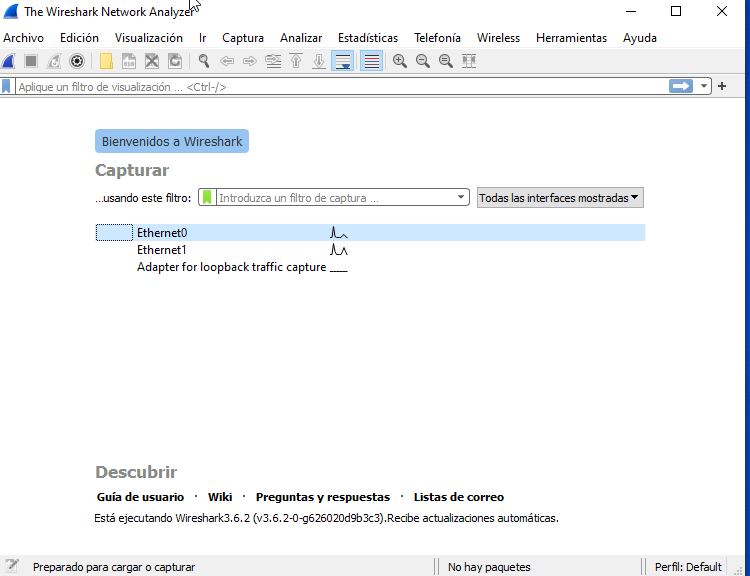 The Wireshark Network Analyzer
Archivo Edición Visualización Ir Captura Analizar Estadísticas Telefonía Wireless Herramientas Ayuda
Aplique un filtro de visualización ... <Ctrl-/>
Bienvenidos a Wireshark
Capturar
...usando este filtro: Introduzca un filtro de captura ... Todas las interfaces mostradas
Ethernet0
Ethernet1
Adapter for loopback traffic capture
Descubrir
Guía de usuario · Wiki · Preguntas y respuestas · Listas de correo
Está ejecutando Wireshark3.6.2 (v3.6.2-0-g626020d9b3c3).Recibe actualizaciones automáticas.
Preparado para cargar o capturar No hay paquetes Perfil: Default